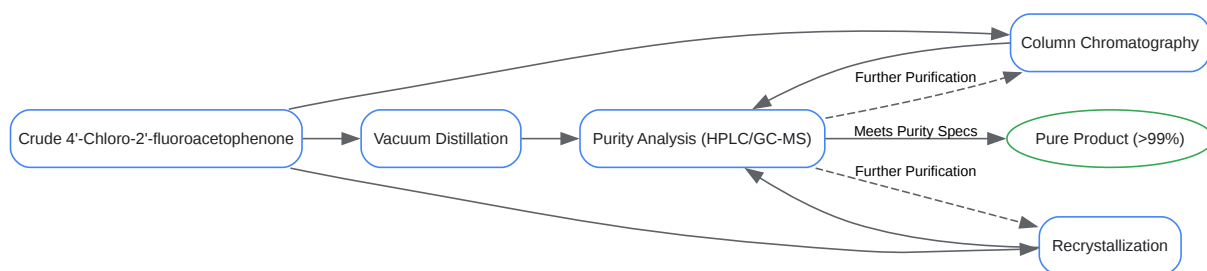 Column Chromatography
Further Purification
Crude 4'-Chloro-2'-fluoroacetophenone
Vacuum Distillation
Purity Analysis (HPLC/GC-MS)
Meets Purity Specs
Pure Product (>99%)
Further Purification
Recrystallization